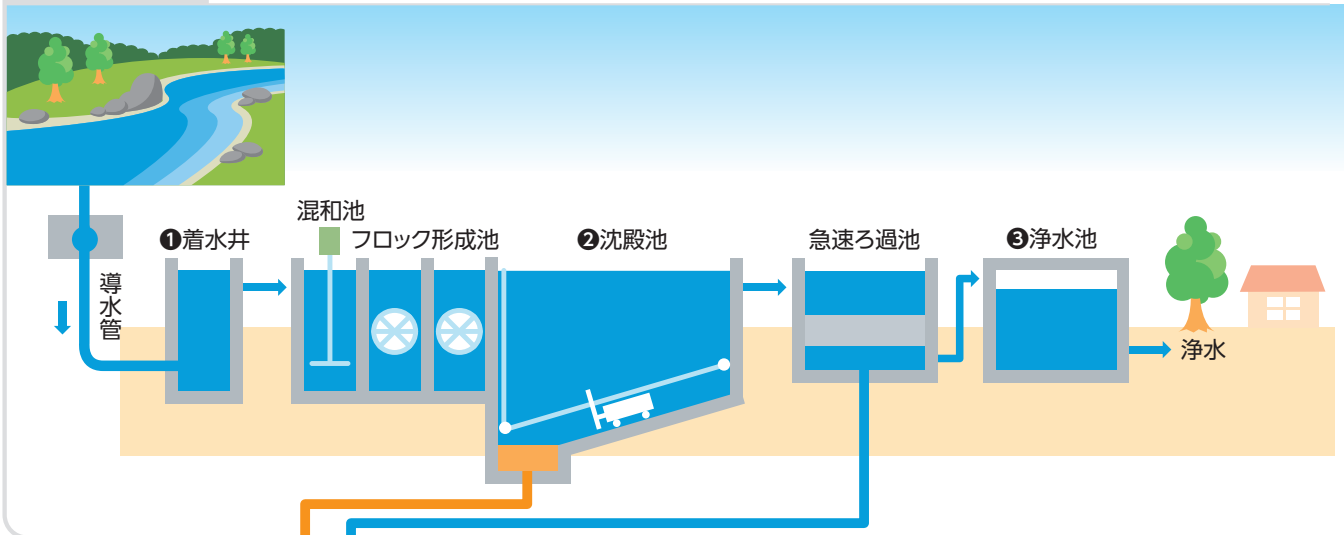 混和池
❶着水井
フロック形成池
❷沈殿池
急速ろ過池
❸浄水池
導水管
浄水